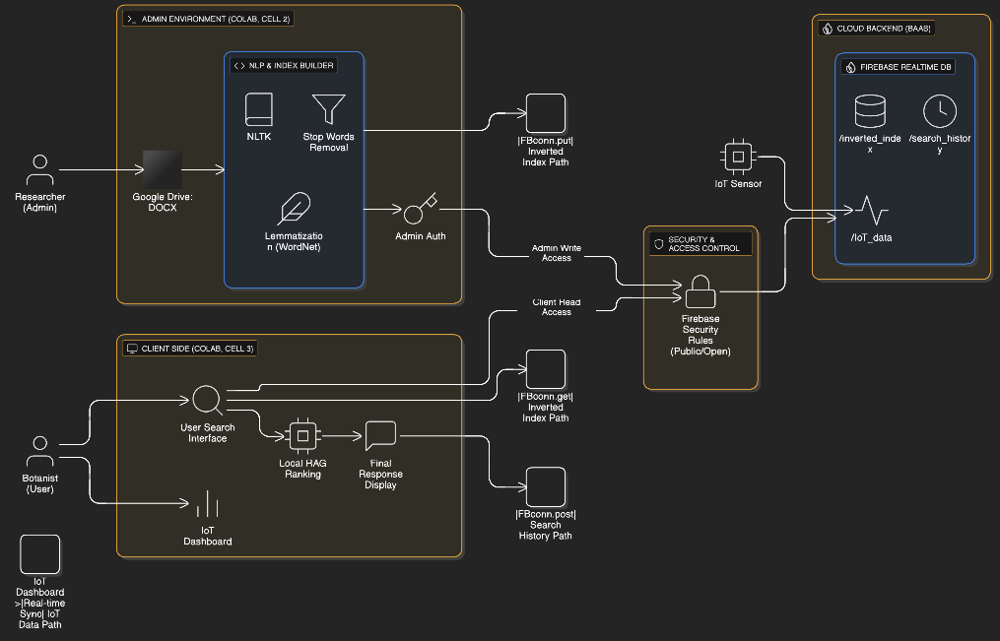 ADMIN ENVIRONMENT (COLAB, CELL 2)
NLP & INDEX BUILDER
NLTK
Stop Words
Removal
Lemmatizatio
n (WordNet)
Researcher
(Admin)
Google Drive:
DOCX
Admin Auth
|FBconn.put|
Inverted
Index Path
CLOUD BACKEND (BAAS)
FIREBASE REALTIME DB
/inverted_inde
x
/search_histor
y
IoT Sensor
/IoT_data
Admin Write
Access
SECURITY &
ACCESS CONTROL
Client Read
Access
Firebase
Security
Rules
(Public/Open)
CLIENT SIDE (COLAB, CELL 3)
|FBconn.get|
Inverted
Index Path
User Search
Interface
Local RAG
Ranking
Final
Response
Display
Botanist
(User)
|FBconn.post|
Search
History Path
IoT
Dashboard
IoT
Dashboard
>|Real-time
Sync| IoT
Data Path